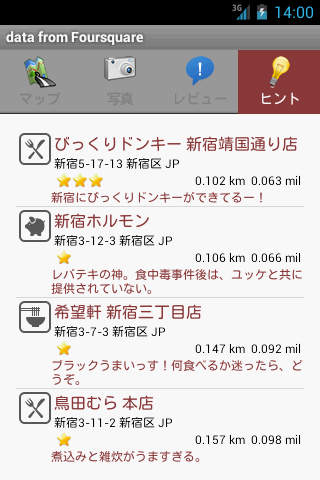 3G 14:00
data from Foursquare
マップ 写真 レビュー ヒント
びっくりドンキー 新宿靖国通り店
新宿5-17-13 新宿区 JP
0.102 km 0.063 mil
新宿にびっくりドンキーができてるー！
新宿ホルモン
新宿3-12-3 新宿区 JP
0.106 km 0.066 mil
レバテキの神。食中毒事件後は、ユッケと共に
提供されていない。
希望軒 新宿三丁目店
新宿3-7-3 新宿区 JP
0.147 km 0.092 mil
ブラックうまいっす！何食べるか迷ったら、ど
うぞ。
鳥田むら 本店
新宿3-11-2 新宿区 JP
0.157 km 0.098 mil
煮込みと雑炊がうますぎる。